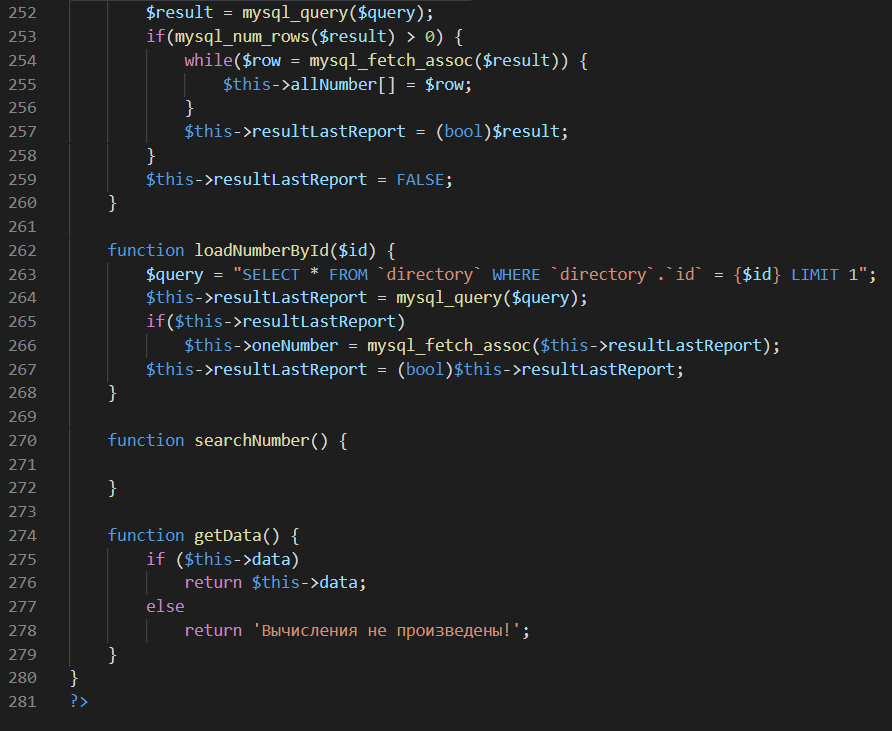 252 $result = mysql_query($query);
253 if(mysql_num_rows($result) > 0) {
254 while($row = mysql_fetch_assoc($result)) {
255 $this->allNumber[] = $row;
256 }
257 $this->resultLastReport = (bool)$result;
258 }
259 $this->resultLastReport = FALSE;
260 }
261
262 function loadNumberById($id) {
263 $query = "SELECT * FROM `directory` WHERE `directory`.`id` = {$id} LIMIT 1";
264 $this->resultLastReport = mysql_query($query);
265 if($this->resultLastReport)
266 $this->oneNumber = mysql_fetch_assoc($this->resultLastReport);
267 $this->resultLastReport = (bool)$this->resultLastReport;
268 }
269
270 function searchNumber() {
271
272 }
273
274 function getData() {
275 if ($this->data)
276 return $this->data;
277 else
278 return 'Вычисления не произведены!';
279 }
280 }
281 ?>